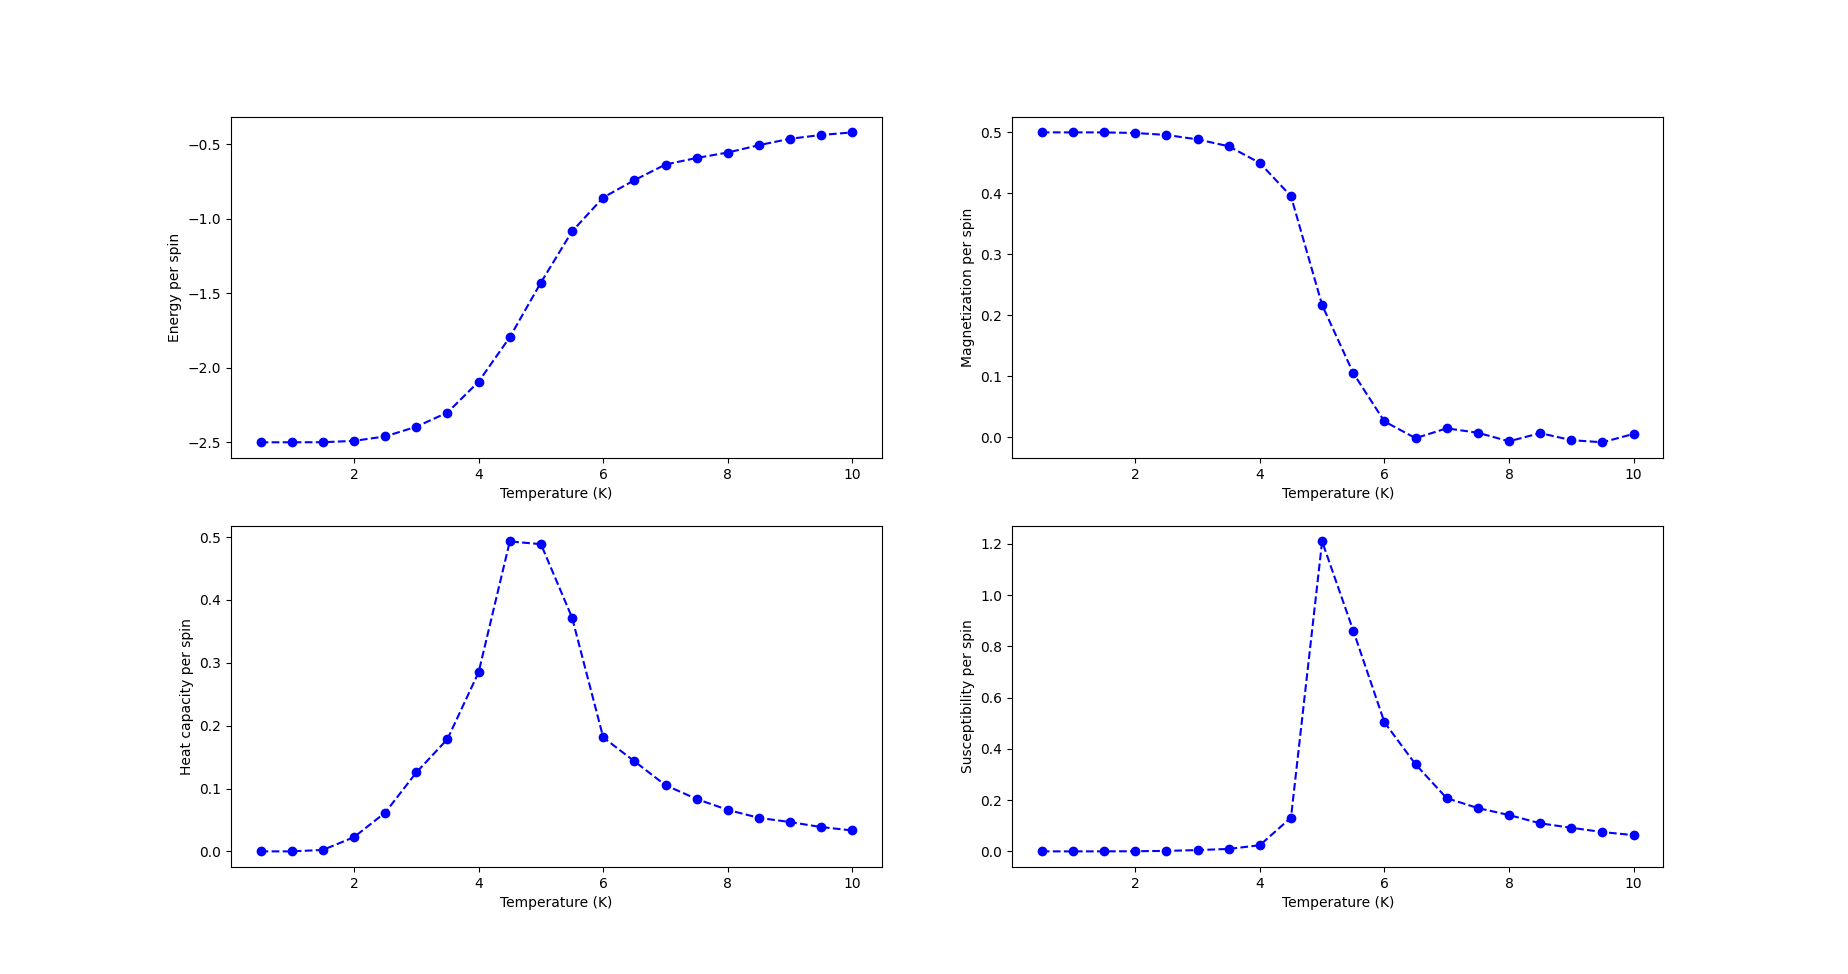 Energy per spin
−0.5
−1.0
−1.5
−2.0
−2.5
2 4 6 8 10
Temperature (K)
Magnetization per spin
0.5
0.4
0.3
0.2
0.1
0.0
2 4 6 8 10
Temperature (K)
Heat capacity per spin
0.5
0.4
0.3
0.2
0.1
0.0
2 4 6 8 10
Temperature (K)
Susceptibility per spin
1.2
1.0
0.8
0.6
0.4
0.2
0.0
2 4 6 8 10
Temperature (K)